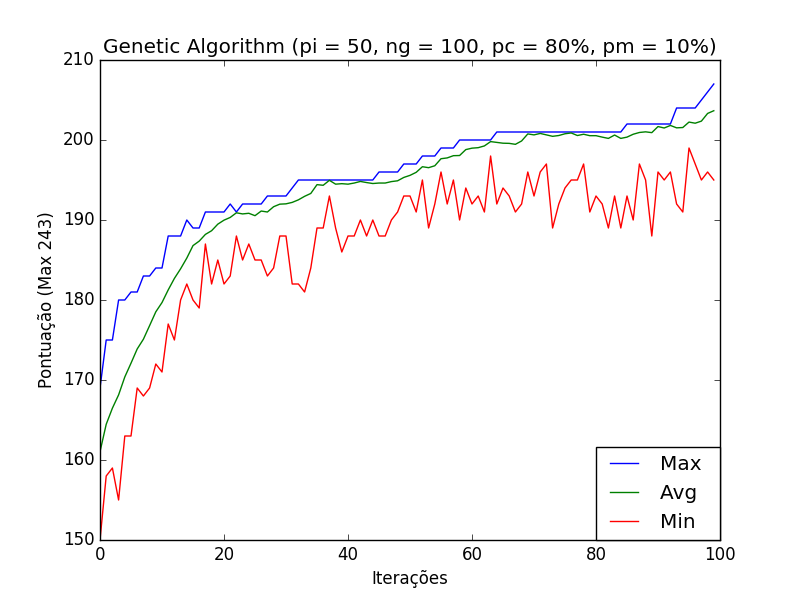 Genetic Algorithm (pi = 50, ng = 100, pc = 80%, pm = 10%)
210
200
190
180
170
160
150
Pontuação (Max 243)
0 20 40 60 80 100
Iterações
Max
Avg
Min